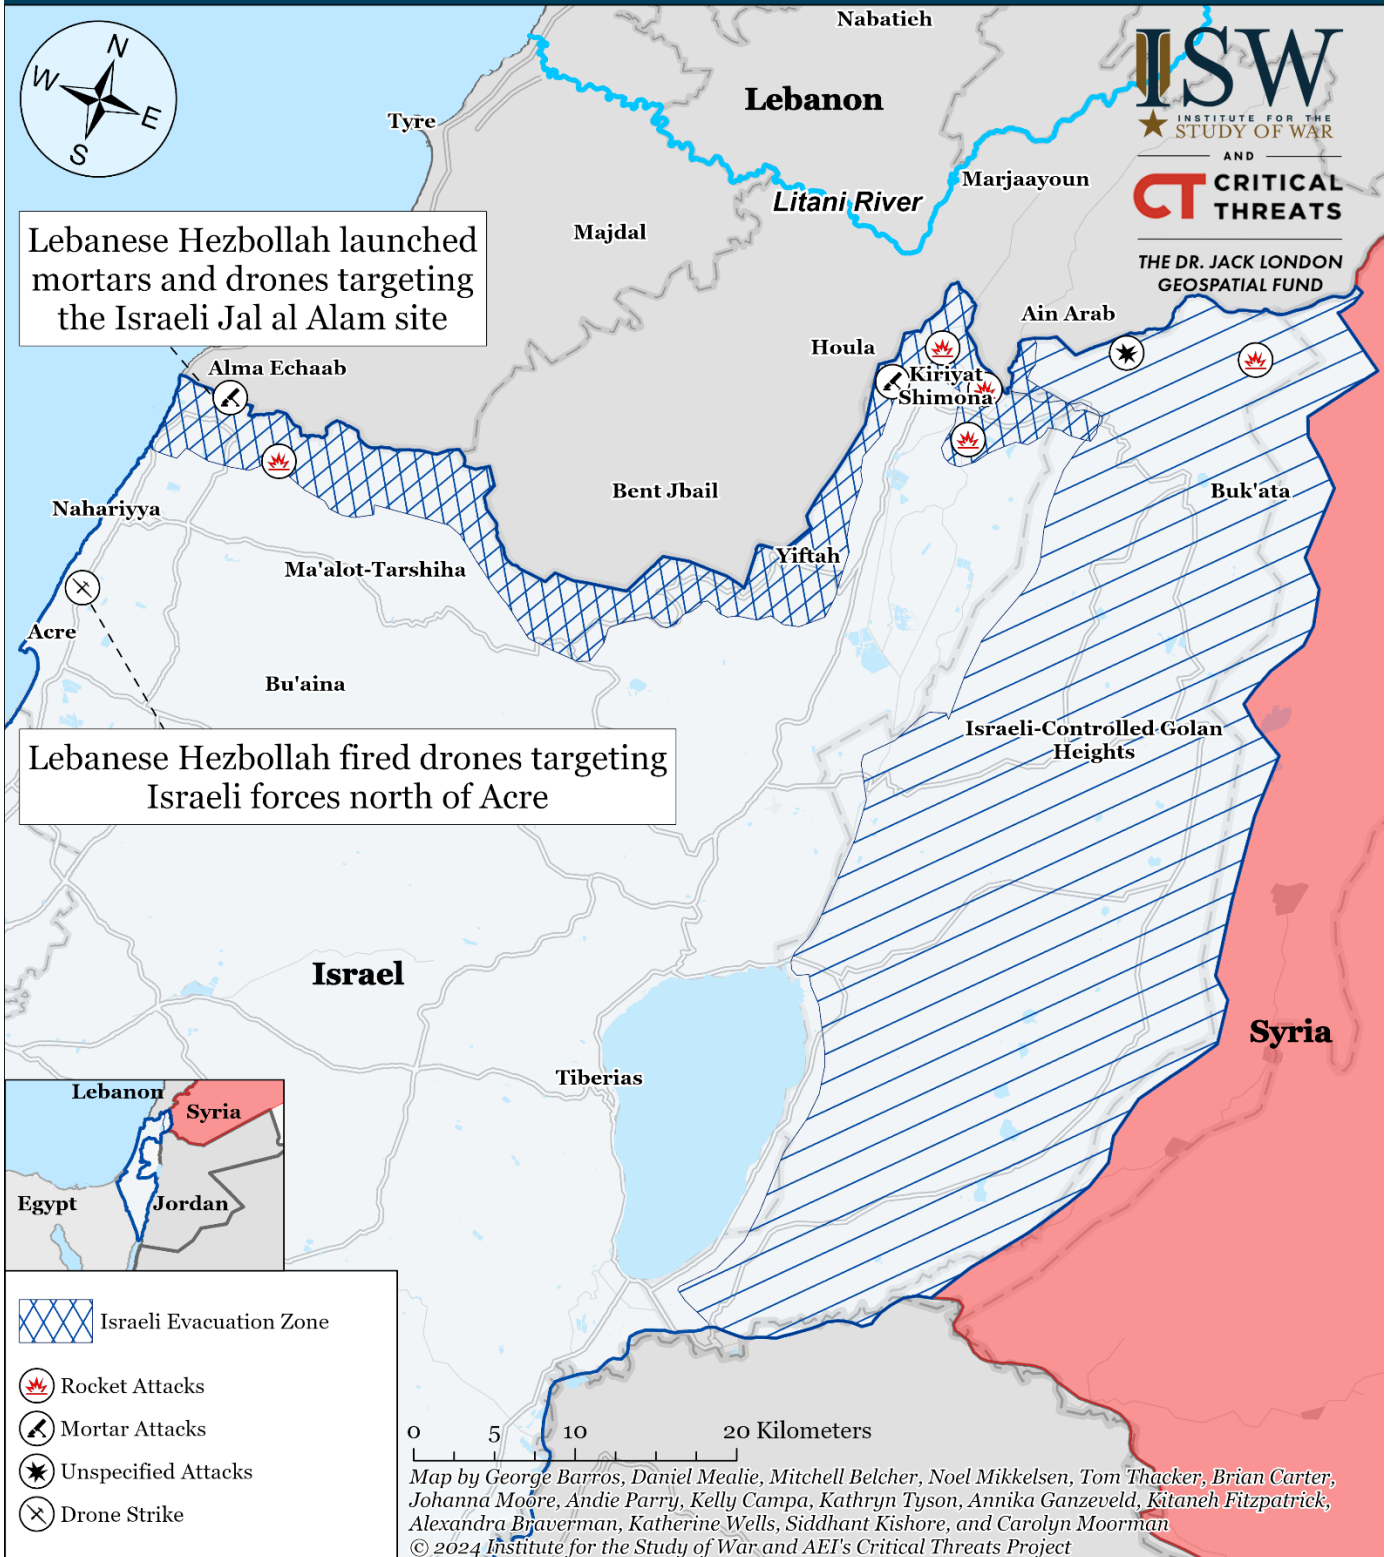 Nabatieh
N
W
E
S
Lebanon
ISW
INSTITUTE FOR THE
STUDY OF WAR
AND
CT CRITICAL
THREATS
THE DR. JACK LONDON
GEOSPATIAL FUND
Tyre
Marjaayoun
Litani River
Majdal
Lebanese Hezbollah launched
mortars and drones targeting
the Israeli Jal al Alam site
Ain Arab
Houla
Alma Echaab
Kiriyat
Shimona
Bent Jbail
Buk'ata
Nahariyya
Yiftah
Ma'alot-Tarshiha
Acre
Bu'aina
Israeli-Controlled Golan
Heights
Lebanese Hezbollah fired drones targeting
Israeli forces north of Acre
Israel
Syria
Tiberias
Lebanon
Syria
Egypt
Jordan
Israeli Evacuation Zone
Rocket Attacks
Mortar Attacks
Unspecified Attacks
Drone Strike
0 5 10 20 Kilometers
Map by George Barros, Daniel Mealie, Mitchell Belcher, Noel Mikkelsen, Tom Thacker, Brian Carter,
Johanna Moore, Andie Parry, Kelly Campa, Kathryn Tyson, Annika Ganzeveld, Kitaneh Fitzpatrick,
Alexandra Braverman, Katherine Wells, Siddhant Kishore, and Carolyn Moorman
© 2024 Institute for the Study of War and AEI's Critical Threats Project